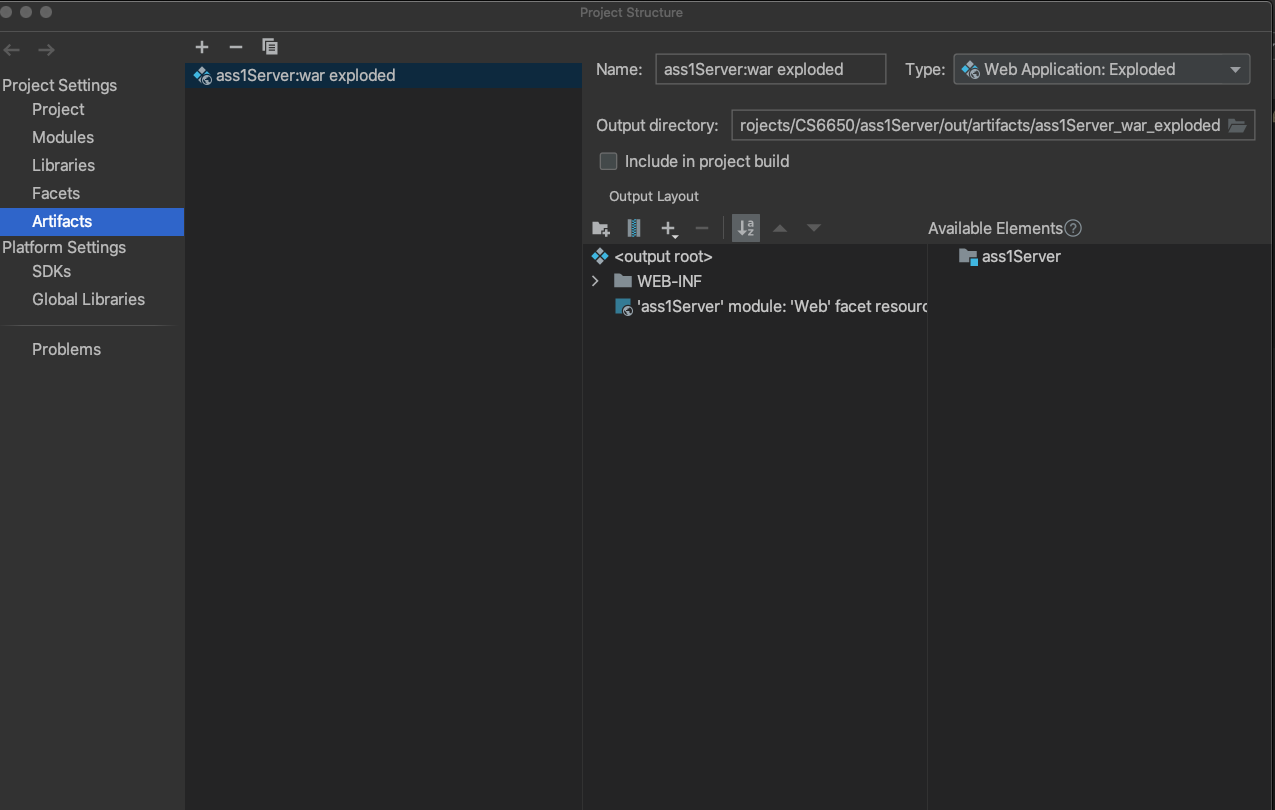 Project Structure
Project Settings
Project
Modules
Libraries
Facets
Artifacts
Platform Settings
SDKs
Global Libraries
Problems
ass1Server:war exploded
Name: ass1Server:war exploded Type: Web Application: Exploded
Output directory: rojects/CS6650/ass1Server/out/artifacts/ass1Server_war_exploded
Include in project build
Output Layout
Available Elements
<output root>
WEB-INF
'ass1Server' module: 'Web' facet resourc
ass1Server